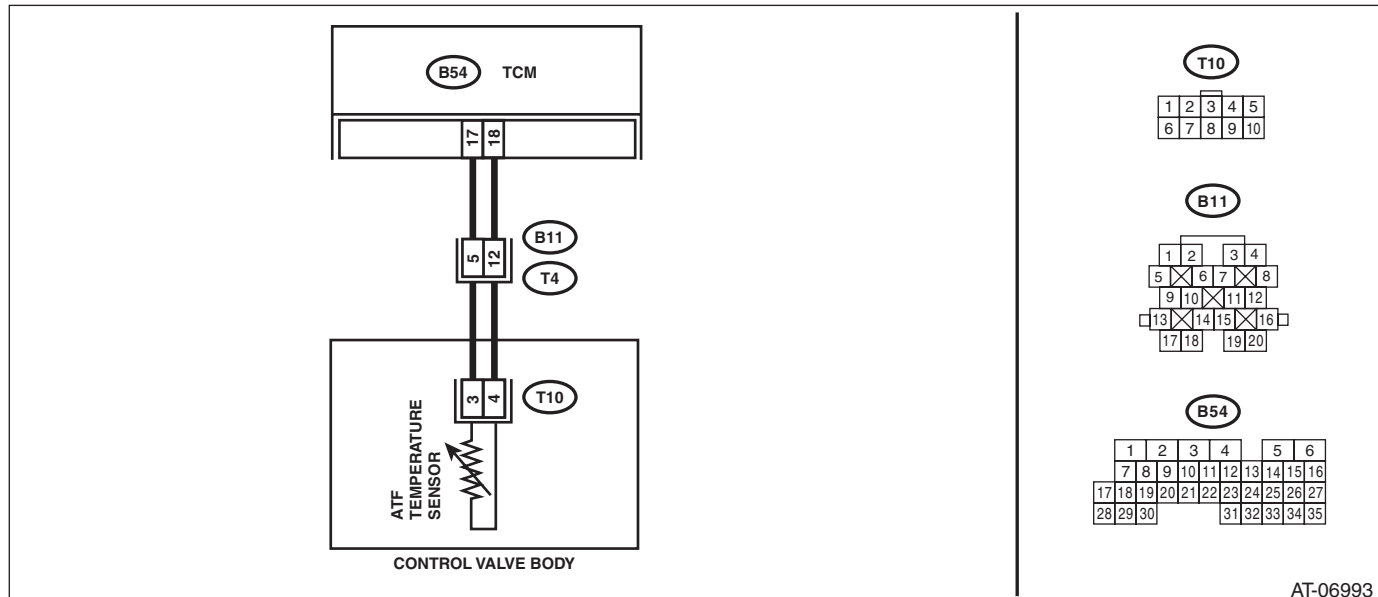 B54 TCM
17 18
B11
5 12
T4
3 4 T10
ATF
TEMPERATURE
SENSOR
CONTROL VALVE BODY
T10
1 2 3 4 5
6 7 8 9 10
B11
1 2 3 4
5 6 7 8
9 10 11 12
13 14 15 16
17 18 19 20
B54
1 2 3 4 5 6
7 8 9 10 11 12 13 14 15 16
17 18 19 20 21 22 23 24 25 26 27
28 29 30 31 32 33 34 35
AT-06993